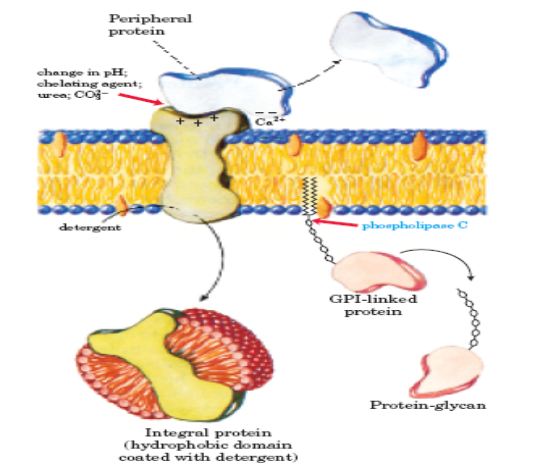 Peripheral
protein
change in pH;
chelating agent;
urea; CO₃²⁻
+ + +
− −
Ca²⁺
detergent
phospholipase C
GPI-linked
protein
Protein-glycan
Integral protein
(hydrophobic domain
coated with detergent)